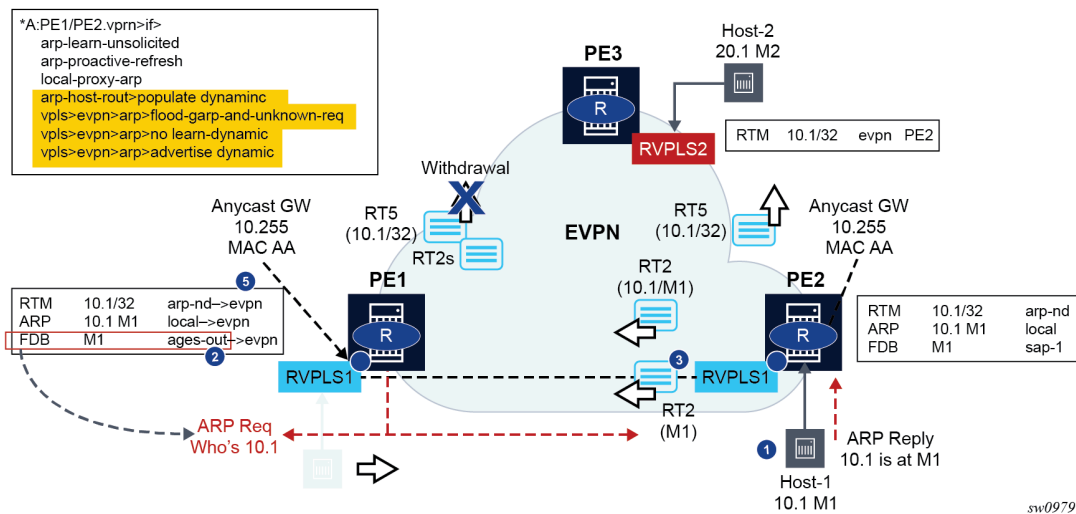 *A:PE1/PE2.vprn>if>
arp-learn-unsolicited
arp-proactive-refresh
local-proxy-arp
arp-host-rout>populate dynaminc
vpls>evpn>arp>flood-garp-and-unknown-req
vpls>evpn>arp>no learn-dynamic
vpls>evpn>arp>advertise dynamic
Host-2
20.1 M2
PE3
R
RVPLS2
RTM 10.1/32 evpn PE2
Withdrawal
X
RT5
(10.1/32)
RT2s
EVPN
RT5
(10.1/32)
Anycast GW
10.255
MAC AA
Anycast GW
10.255
MAC AA
5
PE1
R
RT2
(10.1/M1)
PE2
R
RTM 10.1/32 arp-nd–>evpn
ARP 10.1 M1 local–>evpn
FDB M1 ages-out–>evpn
2
RTM 10.1/32 arp-nd
ARP 10.1 M1 local
FDB M1 sap-1
RVPLS1
3
RVPLS1
RT2
(M1)
ARP Req
Who's 10.1
1
Host-1
10.1 M1
ARP Reply
10.1 is at M1
sw0979